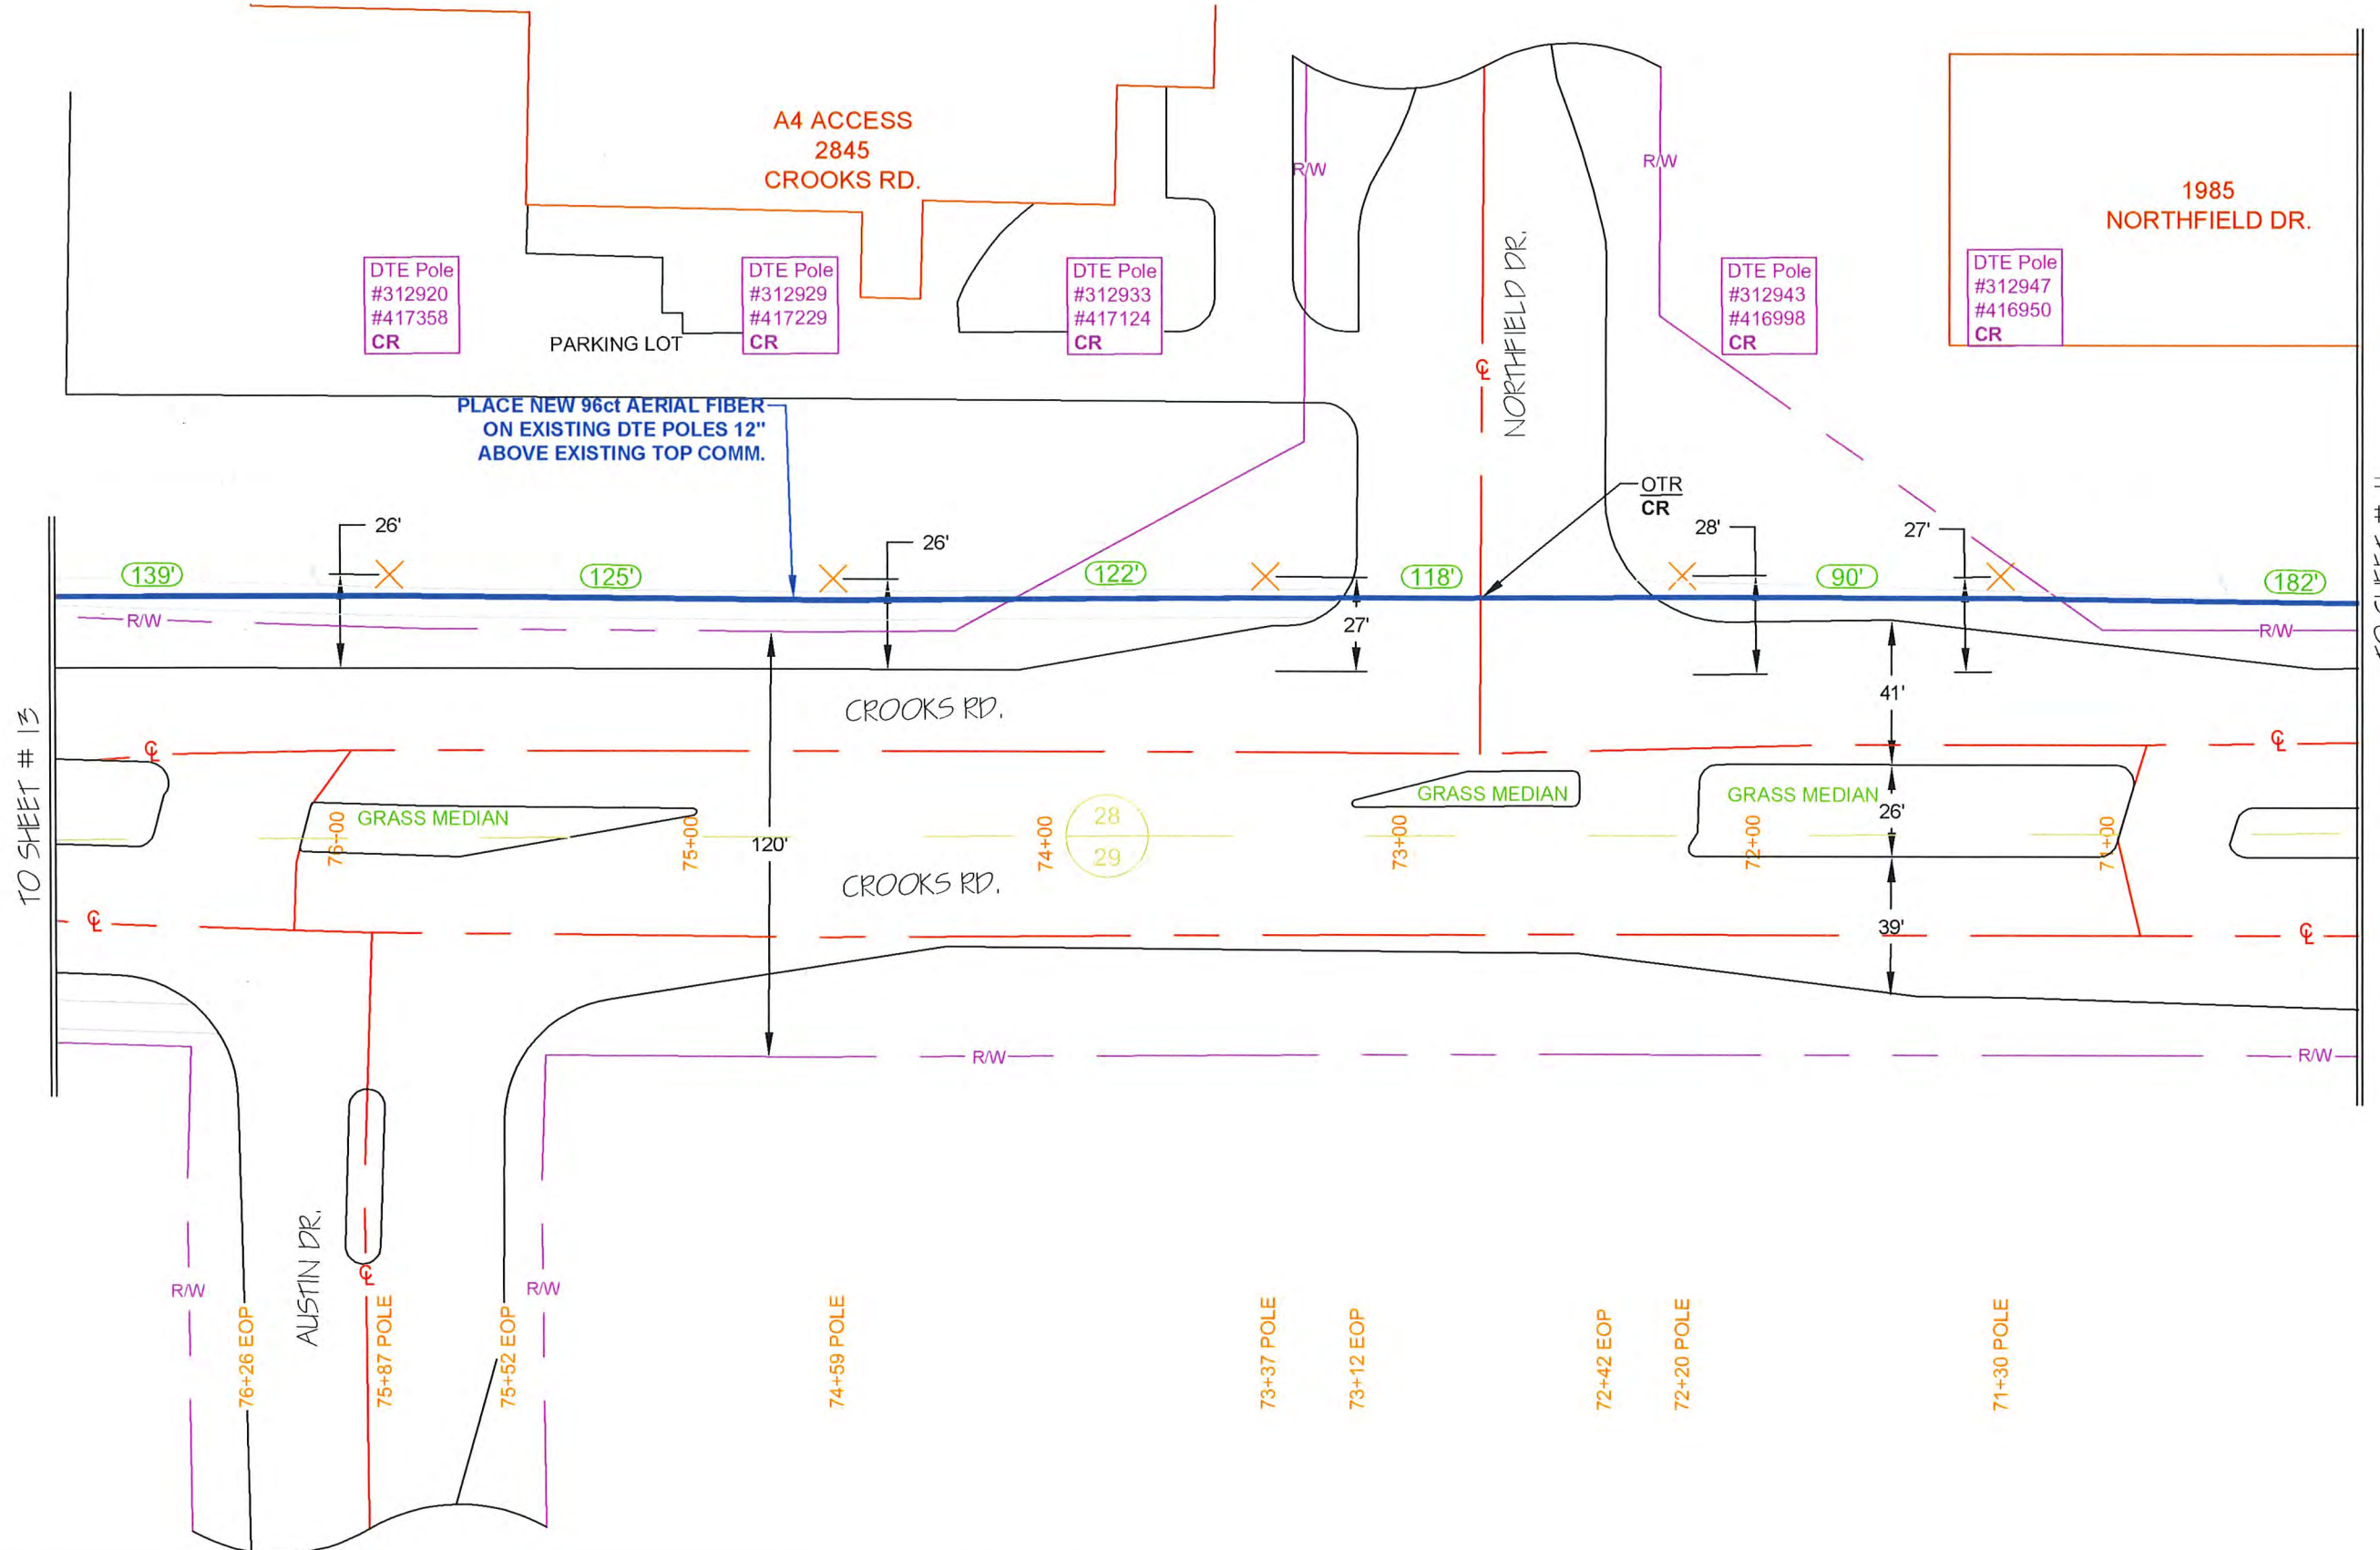 A4 ACCESS
2845
CROOKS RD.
1985
NORTHFIELD DR.
R/W
R/W
DTE Pole
#312920
#417358
CR
DTE Pole
#312929
#417229
CR
DTE Pole
#312933
#417124
CR
DTE Pole
#312943
#416998
CR
DTE Pole
#312947
#416950
CR
PARKING LOT
NORTHFIELD DR.
℄
PLACE NEW 96ct AERIAL FIBER
ON EXISTING DTE POLES 12"
ABOVE EXISTING TOP COMM.
OTR
CR
26'
26'
27'
28'
27'
139'
125'
122'
118'
90'
182'
R/W
R/W
TO SHEET # 13
CROOKS RD.
41'
℄
℄
GRASS MEDIAN
GRASS MEDIAN
GRASS MEDIAN
26'
76+00
75+00
120'
74+00
28
29
73+00
72+00
71+00
CROOKS RD.
℄
39'
℄
R/W
R/W
AUSTIN DR.
℄
R/W
R/W
76+26 EOP
75+87 POLE
75+52 EOP
74+59 POLE
73+37 POLE
73+12 EOP
72+42 EOP
72+20 POLE
71+30 POLE